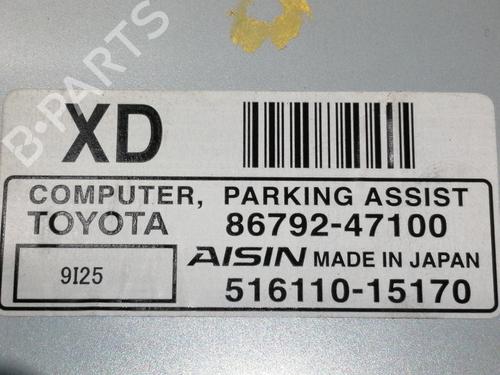 B-PARTS
XD
COMPUTER, PARKING ASSIST
TOYOTA 86792-47100
9I25 AISIN MADE IN JAPAN
516110-15170